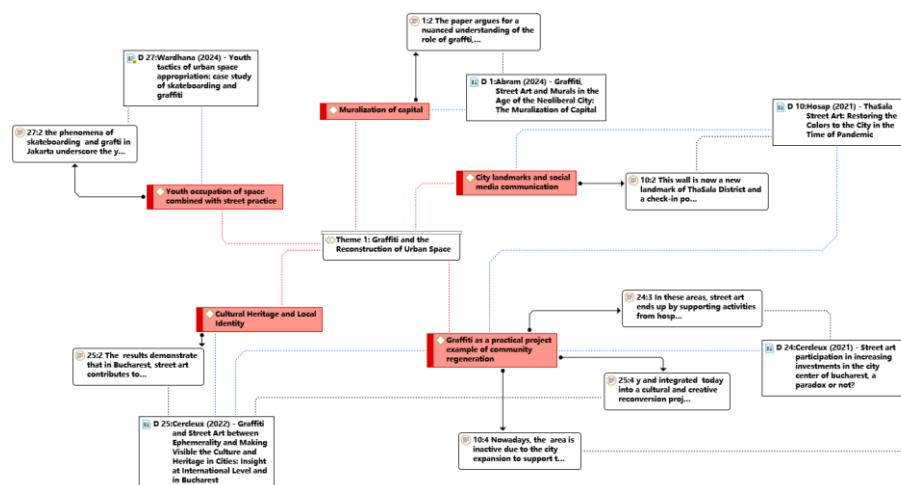 1:2 The paper argues for a
nuanced understanding of the
role of graffti,...
D 27:Wardhana (2024) - Youth
tactics of urban space
appropriation: case study
of skateboarding and
graffiti
D 1:Abram (2024) - Graffiti,
Street Art and Murals in the
Age of the Neoliberal City:
The Muralization of Capital
Muralization of capital
D 10:Hosap (2021) - ThaSala
Street Art: Restoring the
Colors to the City in the
Time of Pandemic
27:2 the phenomena of
skateboarding and grafti in
Jakarta underscore the y...
Youth occupation of space
combined with street practice
City landmarks and social
media communication
10:2 This wall is now a new
landmark of ThaSala District and
a check-in po...
Theme 1: Graffiti and the
Reconstruction of Urban Space
Cultural Heritage and Local
Identity
24:3 In these areas, street art
ends up by supporting activities
from hosp...
Graffiti as a practical project
example of community
regeneration
25:2 The results demonstrate
that in Bucharest, street art
contributes to...
D 24:Cercleux (2021) - Street
art participation in increasing
investments in the city
center of bucharest, a
paradox or not?
25:4 y and integrated today
into a cultural and creative
reconversion proj...
D 25:Cercleux (2022) - Graffiti
and Street Art between
Ephemerality and Making
Visible the Culture and
Heritage in Cities: Insight
at International Level and
in Bucharest
10:4 Nowadays, the area is
inactive due to the city
expansion to support t...